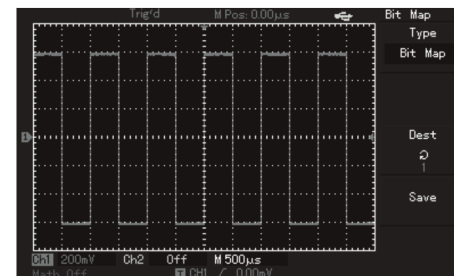 Trig'd M Pos: 0.00μs Bit Map
Type
Bit Map
1 Dest
1
Save
CH1 200mV Ch2 Off M 500μs
Math Off T CH1 / 0.00mV